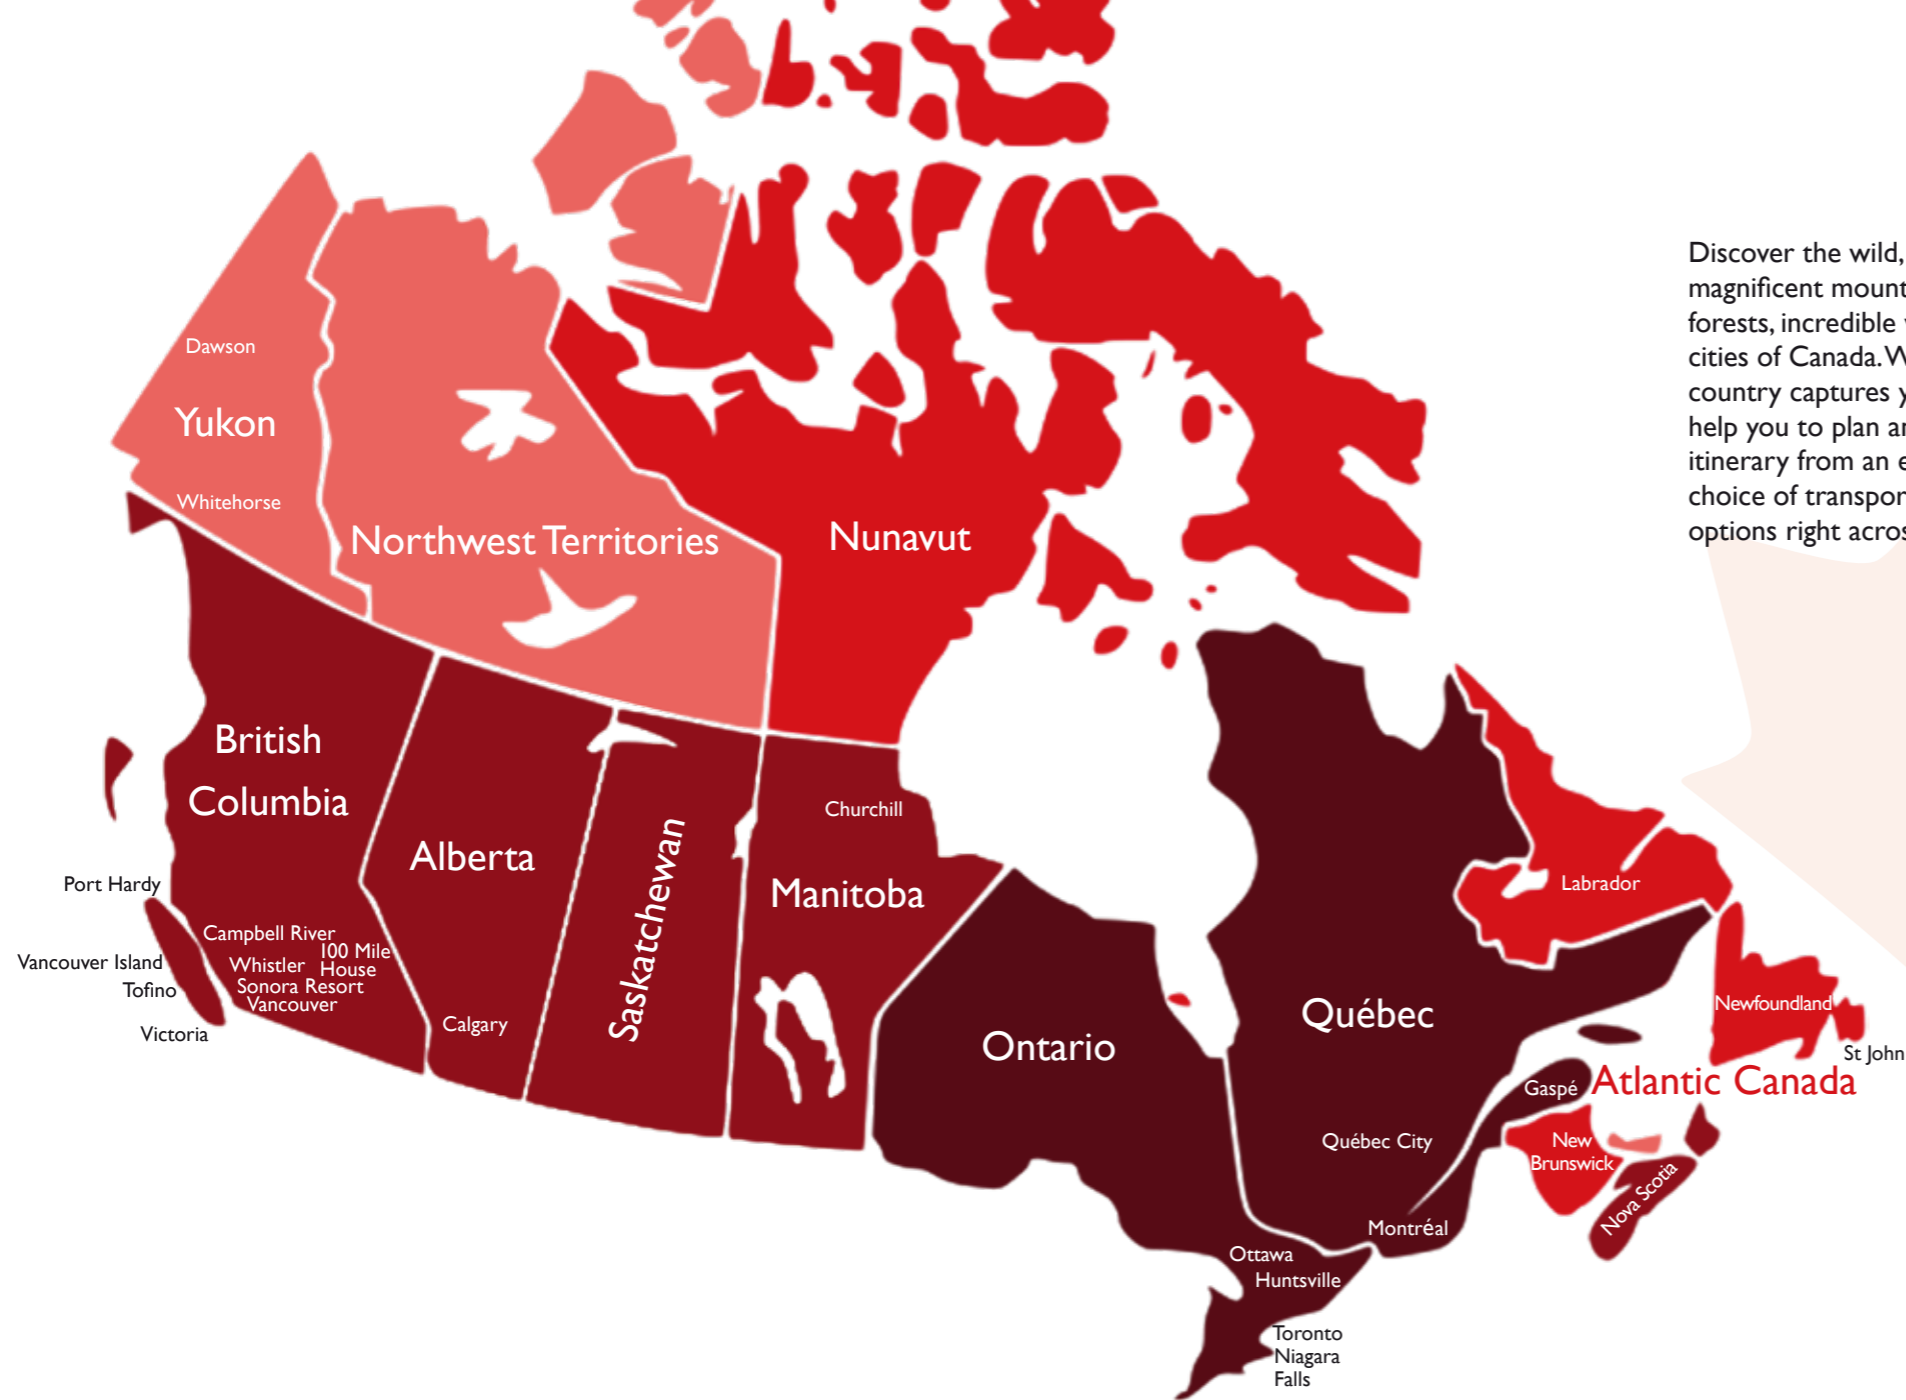 Discover the wild,
magnificent mount
forests, incredible
cities of Canada. W
country captures y
help you to plan a
itinerary from an e
choice of transpor
options right acros
Dawson
Yukon
Whitehorse
Northwest Territories
Nunavut
British
Columbia
Alberta
Saskatchewan
Churchill
Manitoba
Port Hardy
Campbell River
100 Mile
House
Vancouver Island
Whistler
Tofino
Sonora Resort
Vancouver
Victoria
Calgary
Ontario
Québec
Labrador
Newfoundland
St John
Gaspé
Atlantic Canada
Québec City
New
Brunswick
Nova Scotia
Montréal
Ottawa
Huntsville
Toronto
Niagara
Falls